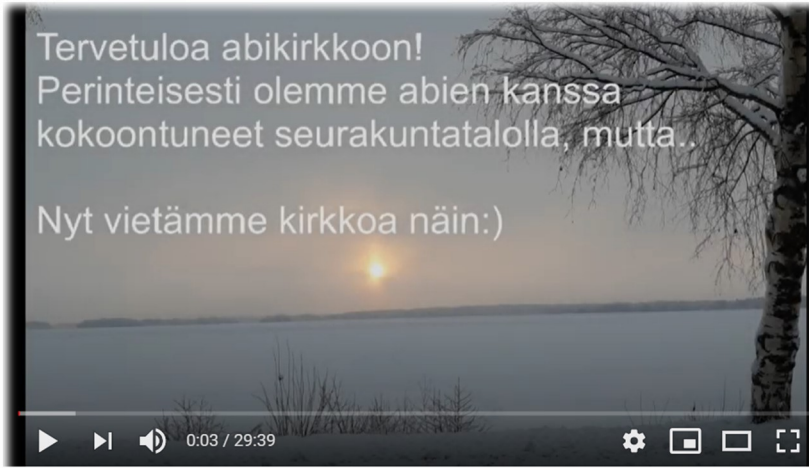 Tervetuloa abikirkkoon!
Perinteisesti olemme abien kanssa
kokoontuneet seurakuntatalolla, mutta..
Nyt vietämme kirkkoa näin:)
0:03 / 29:39